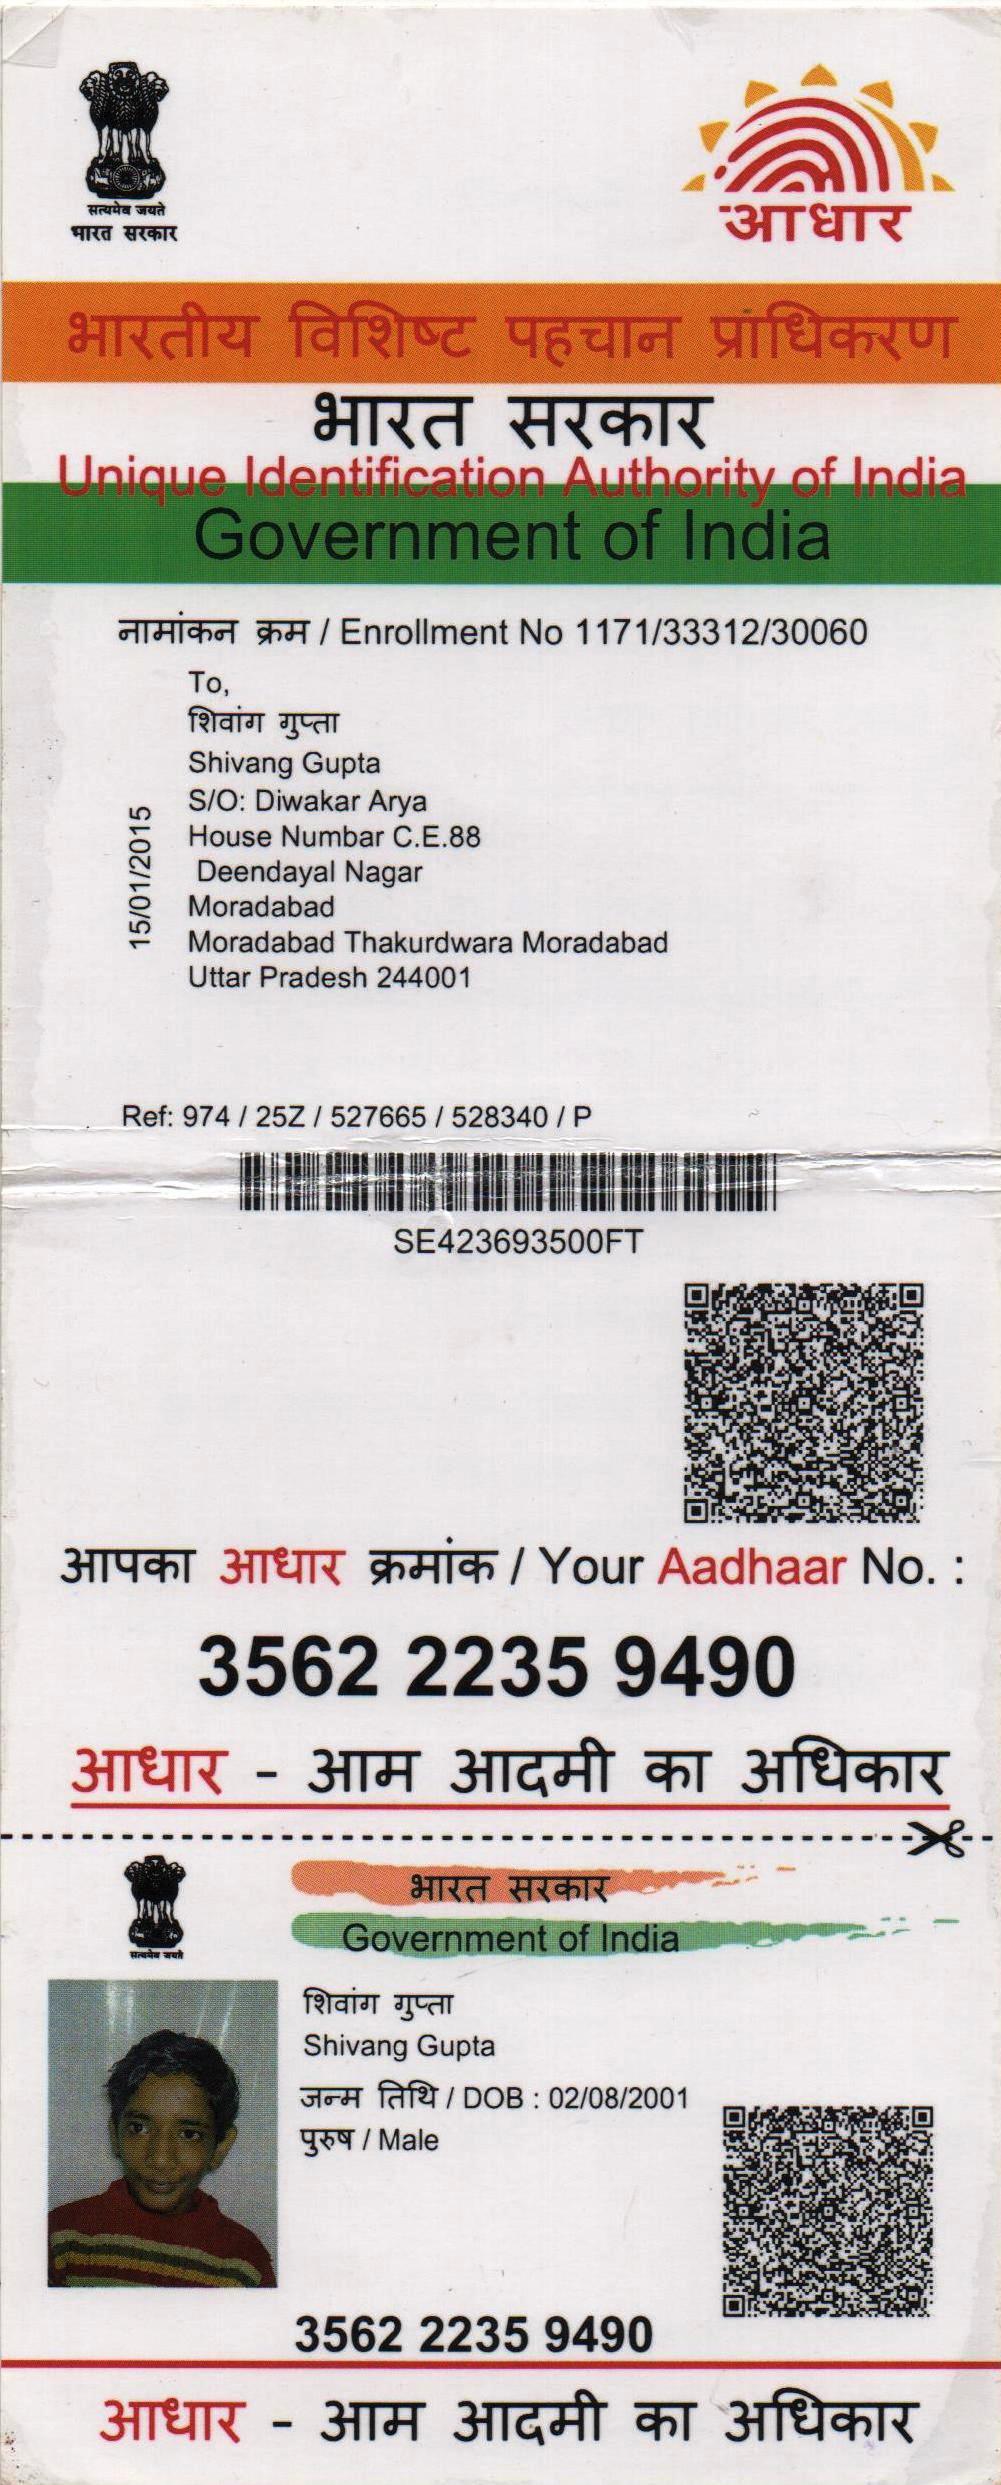 सत्यमेव जयते
भारत सरकार
आधार
भारतीय विशिष्ट पहचान प्राधिकरण
भारत सरकार
Unique Identification Authority of India
Government of India
नामांकन क्रम / Enrollment No 1171/33312/30060
To,
शिवांग गुप्ता
Shivang Gupta
S/O: Diwakar Arya
House Numbar C.E.88
Deendayal Nagar
Moradabad
Moradabad Thakurdwara Moradabad
Uttar Pradesh 244001
15/01/2015
Ref: 974 / 25Z / 527665 / 528340 / P
SE423693500FT
आपका आधार क्रमांक / Your Aadhaar No. :
3562 2235 9490
आधार - आम आदमी का अधिकार
सत्यमेव जयते
भारत सरकार
Government of India
शिवांग गुप्ता
Shivang Gupta
जन्म तिथि / DOB : 02/08/2001
पुरुष / Male
3562 2235 9490
आधार - आम आदमी का अधिकार